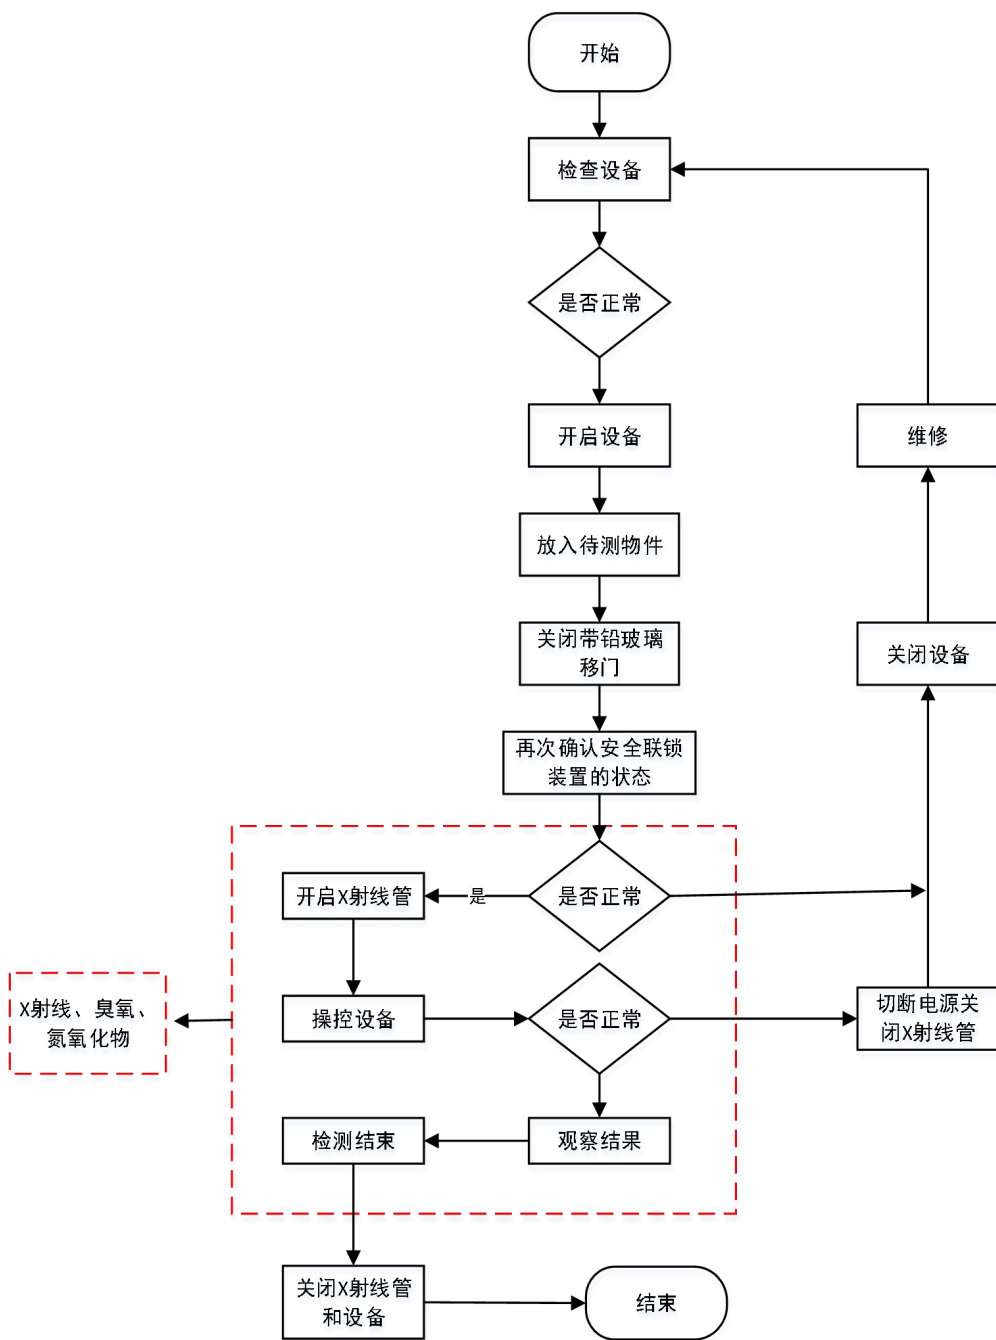 开始
检查设备
是否正常
开启设备
维修
放入待测物件
关闭带铅玻璃
移门
关闭设备
再次确认安全联锁
装置的状态
开启X射线管
是
是否正常
X射线、臭氧、
氮氧化物
操控设备
是否正常
切断电源关
闭X射线管
检测结束
观察结果
关闭X射线管
和设备
结束